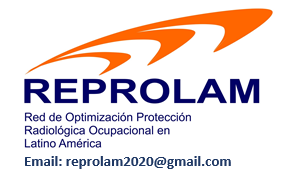 REPROLAM
Red de Optimización Protección
Radiológica Ocupacional en
Latino América
Email: reprolam2020@gmail.com